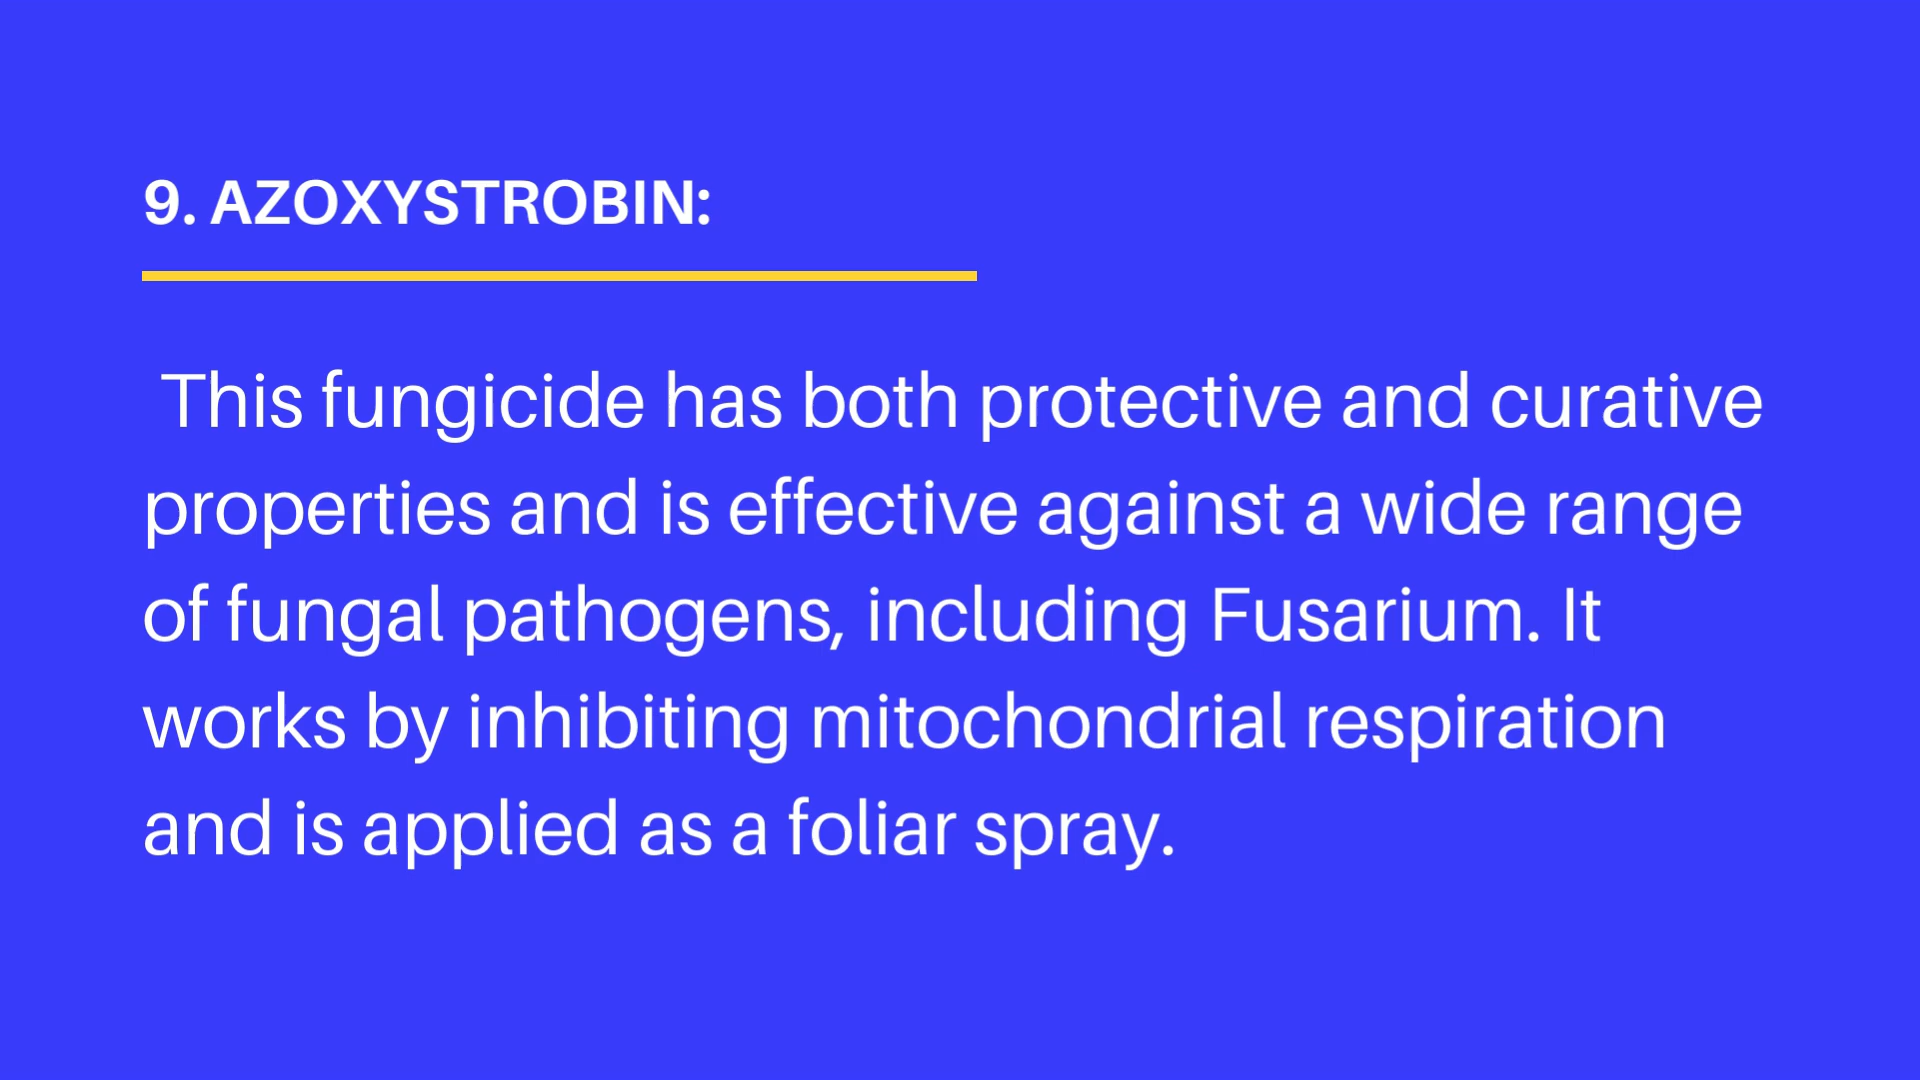 9. AZOXYSTROBIN:
This fungicide has both protective and curative
properties and is effective against a wide range
of fungal pathogens, including Fusarium. It
works by inhibiting mitochondrial respiration
and is applied as a foliar spray.